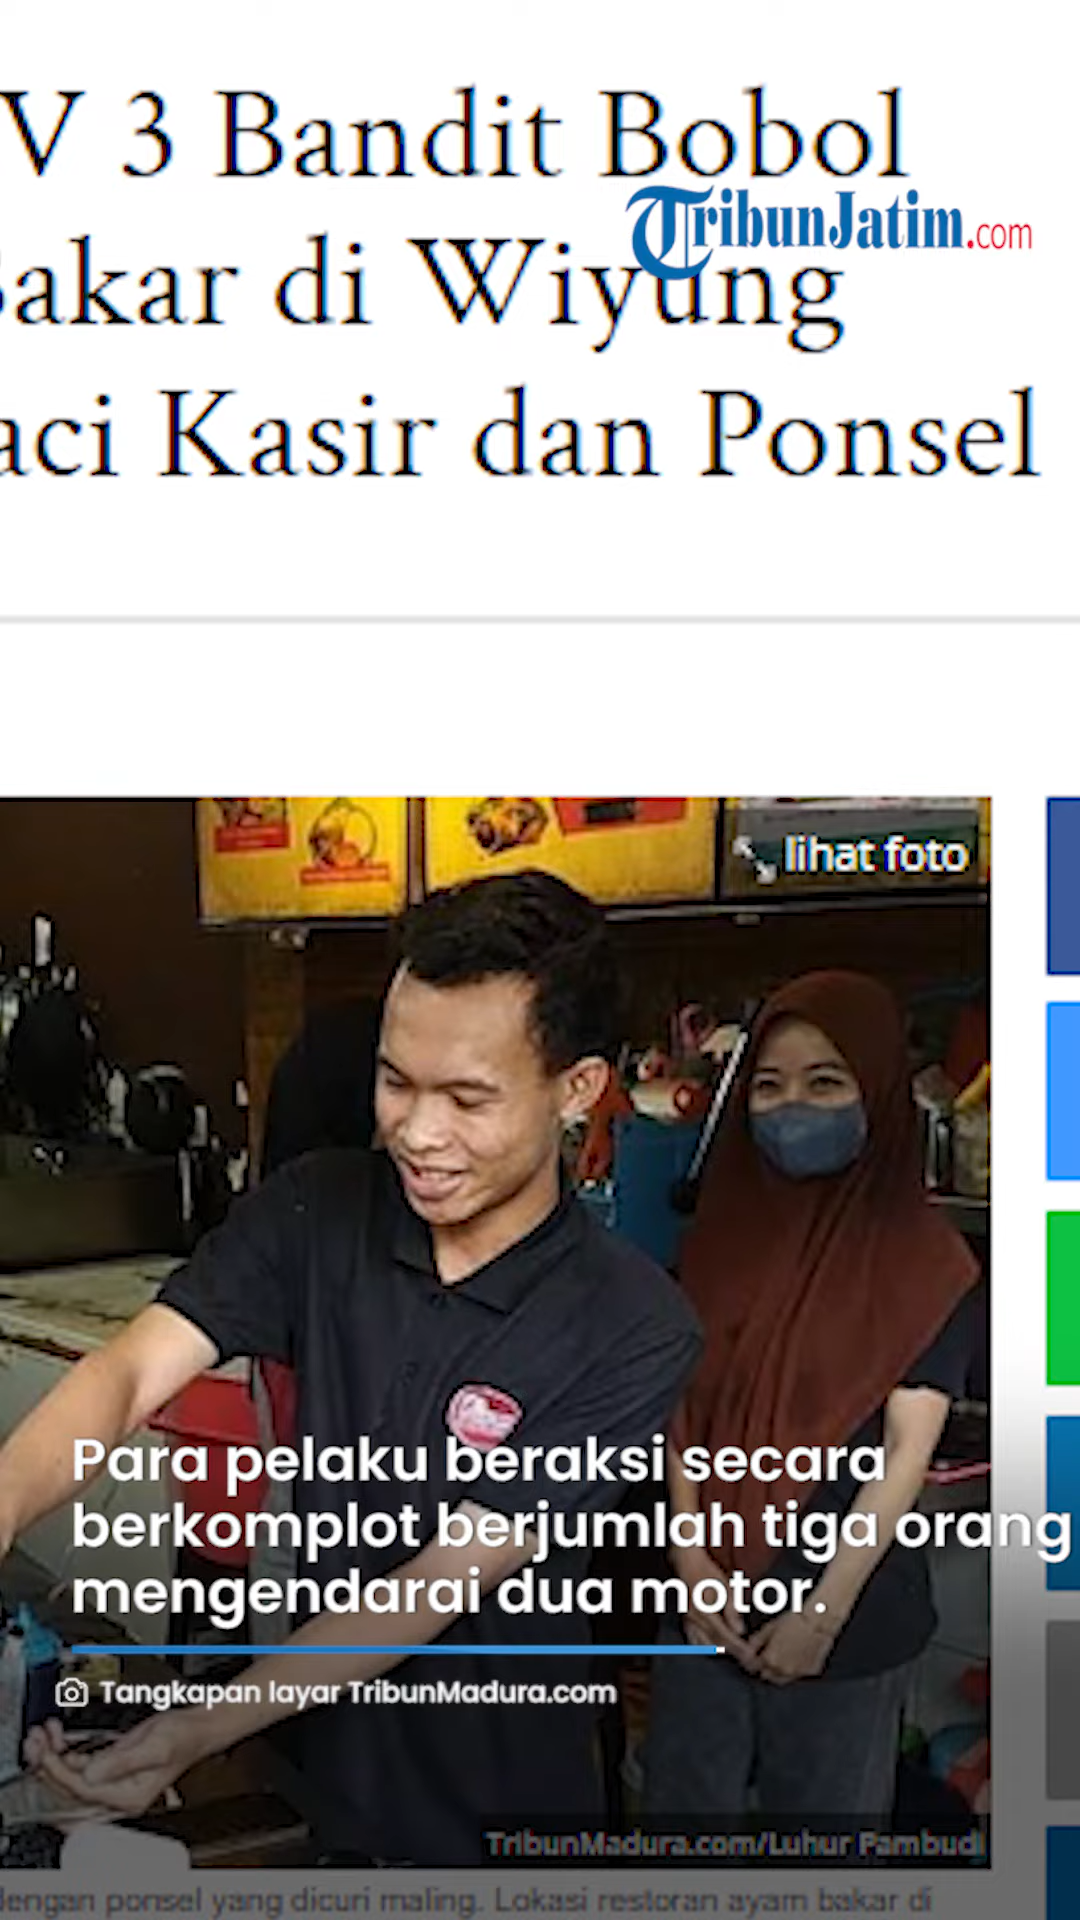 V 3 Bandit Bobol
TribunJatim.com
akar di Wiyung
aci Kasir dan Ponsel
lihat foto
Para pelaku beraksi secara
berkomplot berjumlah tiga orang
mengendarai dua motor.
Tangkapan layar TribunMadura.com
TribunMadura.com/Luhur Pambudi
dengan ponsel yang dicuri maling. Lokasi restoran ayam bakar di